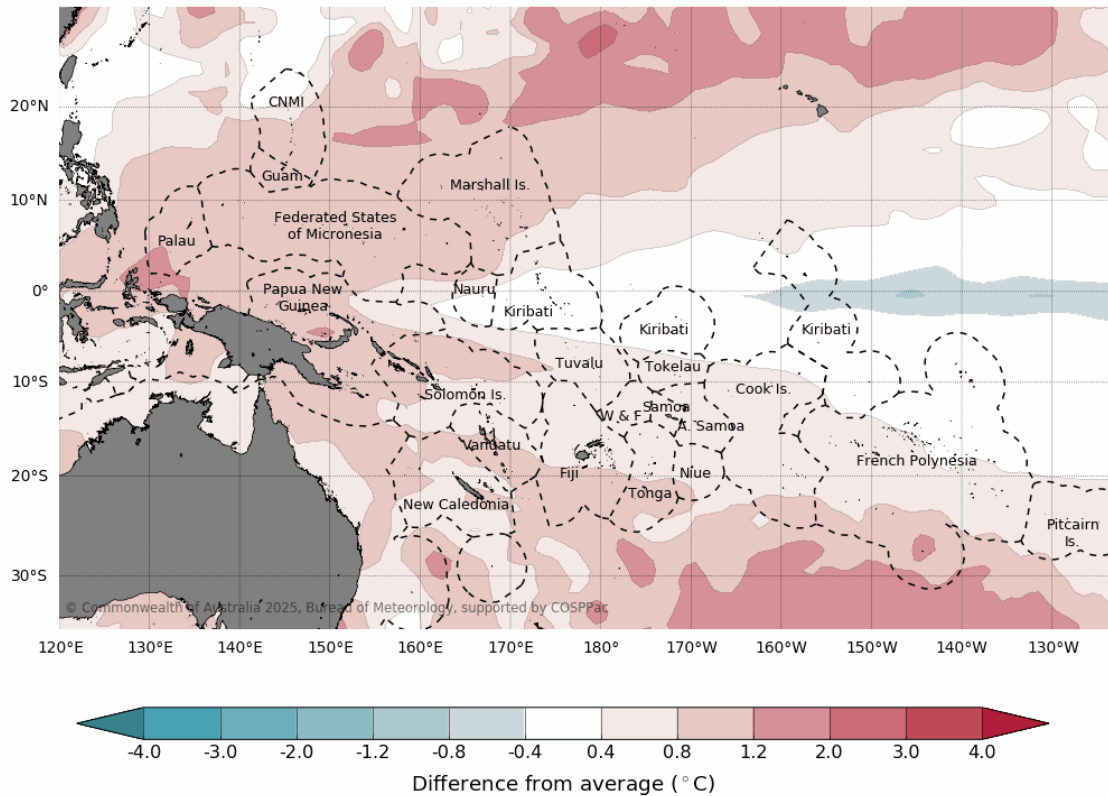 20°N
10°N
0°
10°S
20°S
30°S
CNMI
Guam
Marshall Is.
Federated States
of Micronesia
Palau
Papua New
Guinea
Nauru
Kiribati
Kiribati
Kiribati
Tuvalu
Tokelau
Cook Is.
Solomon Is.
Samoa
W & F
A. Samoa
Vanuatu
Fiji
Niue
French Polynesia
Tonga
New Caledonia
Pitcairn
Is.
© Commonwealth of Australia 2025, Bureau of Meteorology, supported by COSPPac
120°E 130°E 140°E 150°E 160°E 170°E 180° 170°W 160°W 150°W 140°W 130°W
-4.0 -3.0 -2.0 -1.2 -0.8 -0.4 0.4 0.8 1.2 2.0 3.0 4.0
Difference from average (°C)